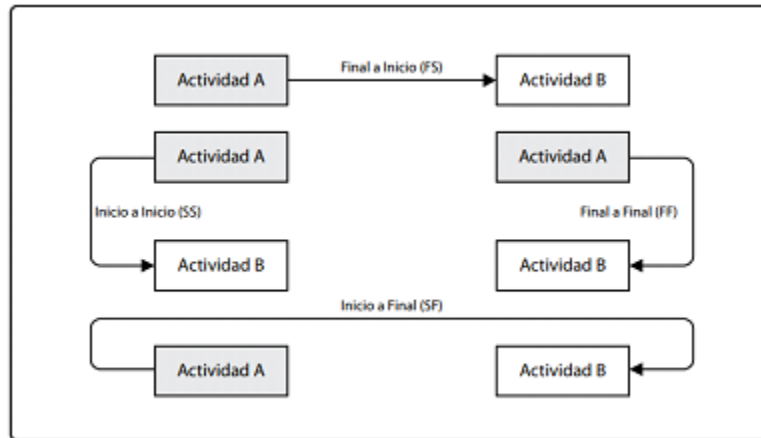 Actividad A
Final a Inicio (FS)
Actividad B
Actividad A
Actividad A
Inicio a Inicio (SS)
Final a Final (FF)
Actividad B
Actividad B
Inicio a Final (SF)
Actividad A
Actividad B